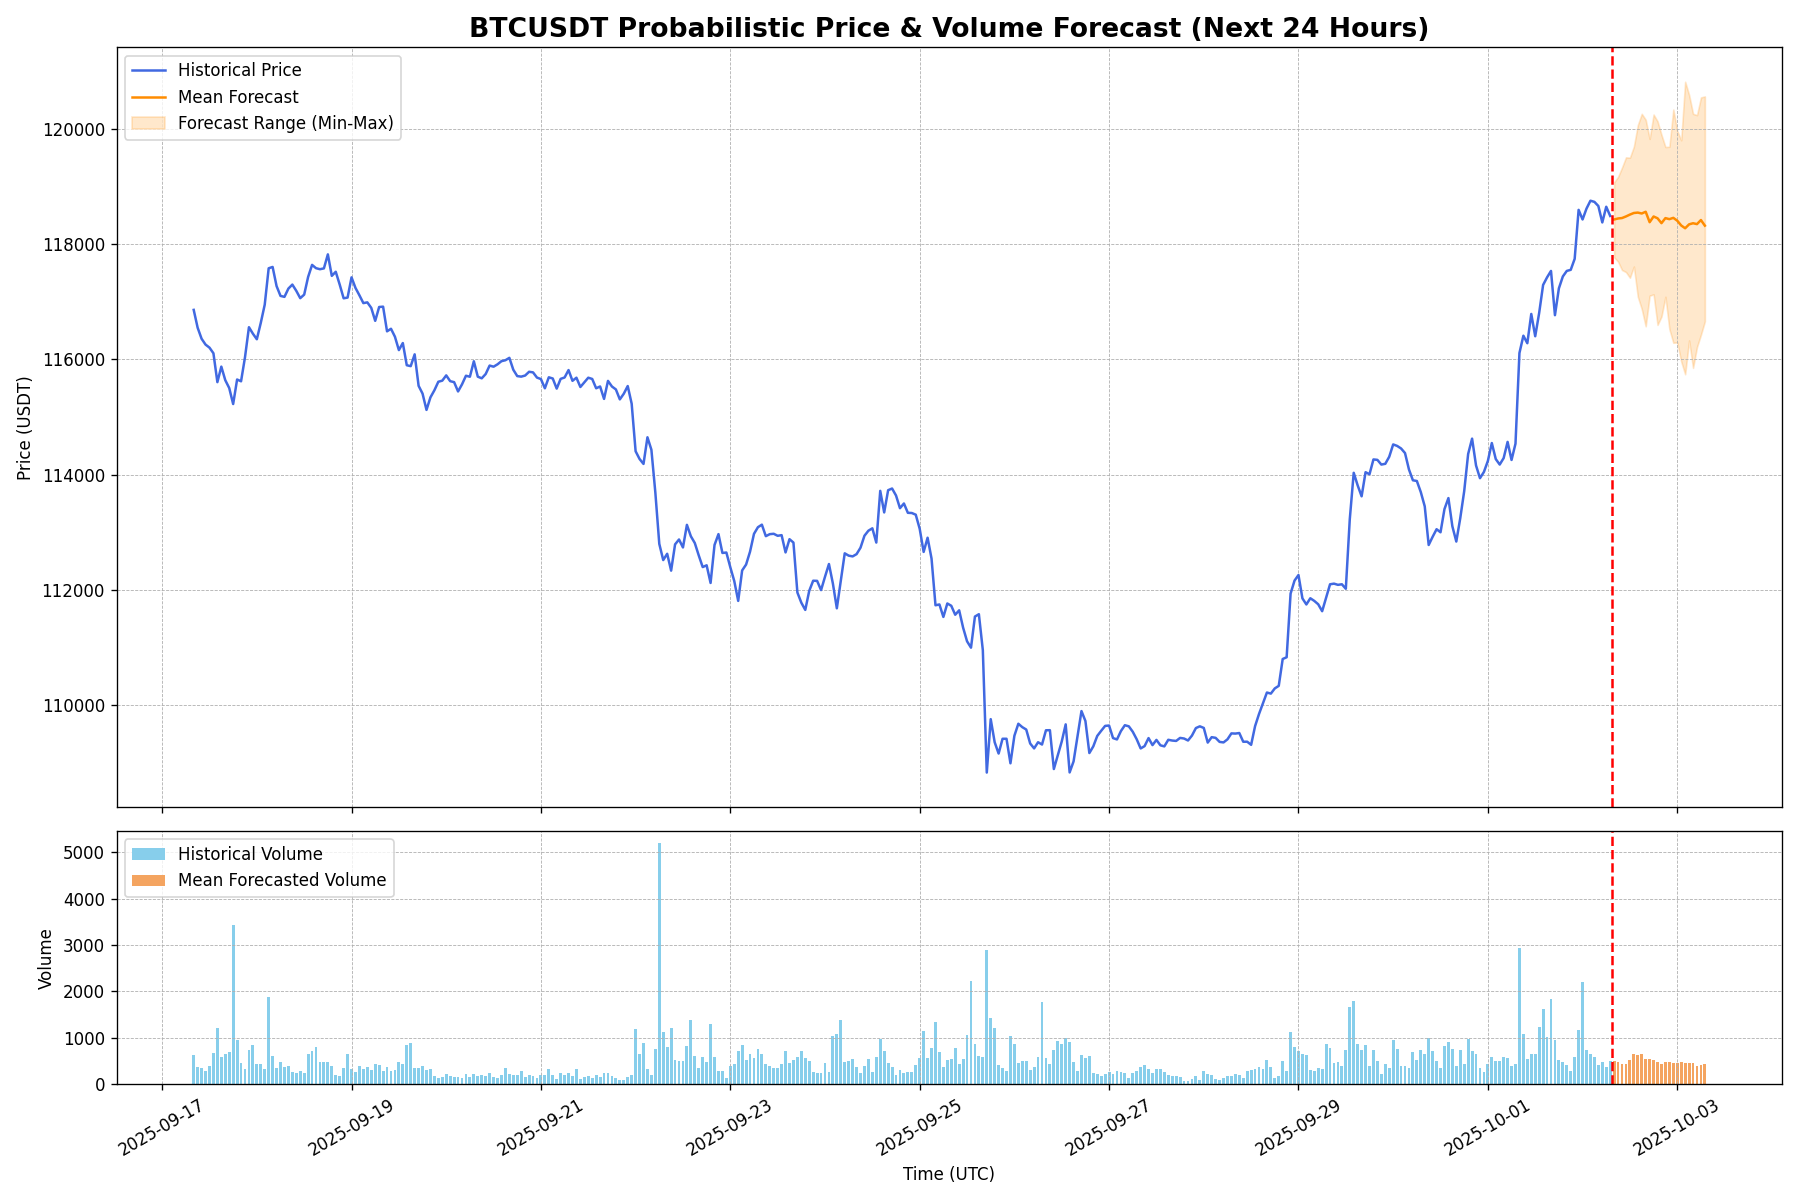 BTCUSDT Probabilistic Price & Volume Forecast (Next 24 Hours)
Historical Price
Mean Forecast
Forecast Range (Min-Max)
Price (USDT)
120000
118000
116000
114000
112000
110000
Historical Volume
Mean Forecasted Volume
Volume
5000
4000
3000
2000
1000
0
2025-09-17
2025-09-19
2025-09-21
2025-09-23
2025-09-25
2025-09-27
2025-09-29
2025-10-01
2025-10-03
Time (UTC)